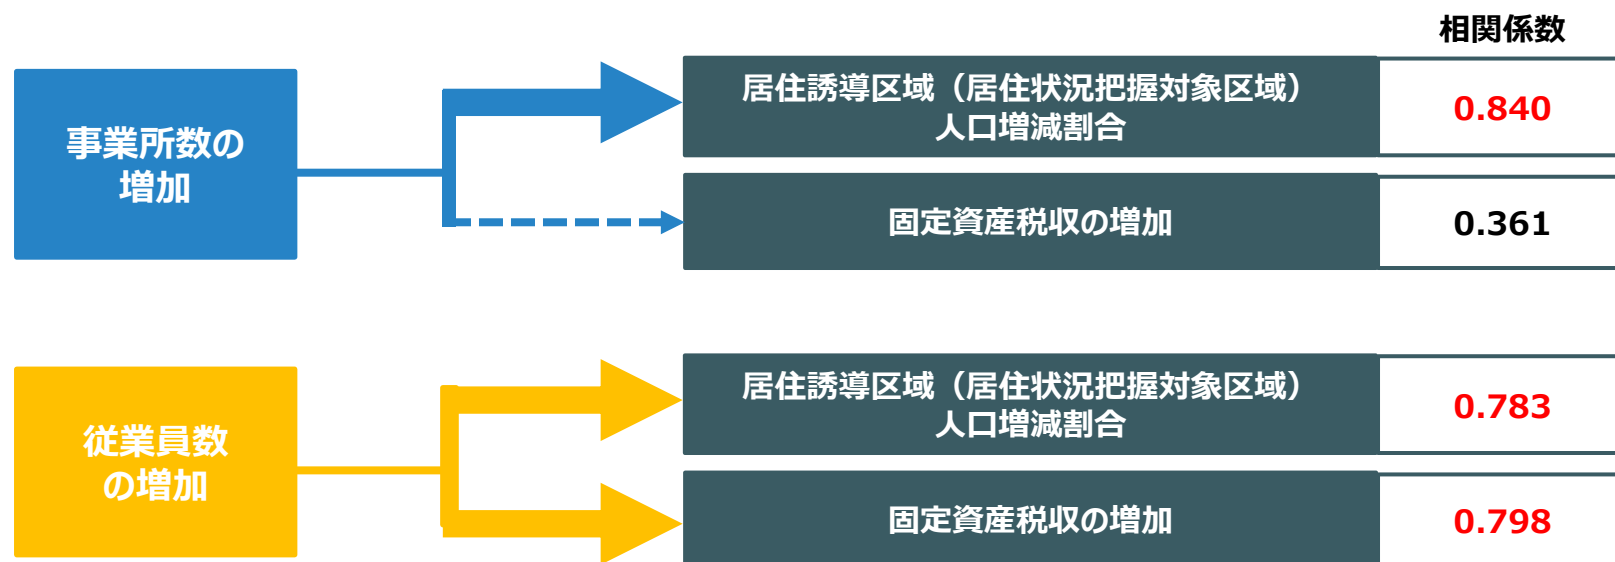 相関係数
事業所数の
増加
居住誘導区域（居住状況把握対象区域）
人口増減割合
0.840
固定資産税収の増加
0.361
従業員数
の増加
居住誘導区域（居住状況把握対象区域）
人口増減割合
0.783
固定資産税収の増加
0.798